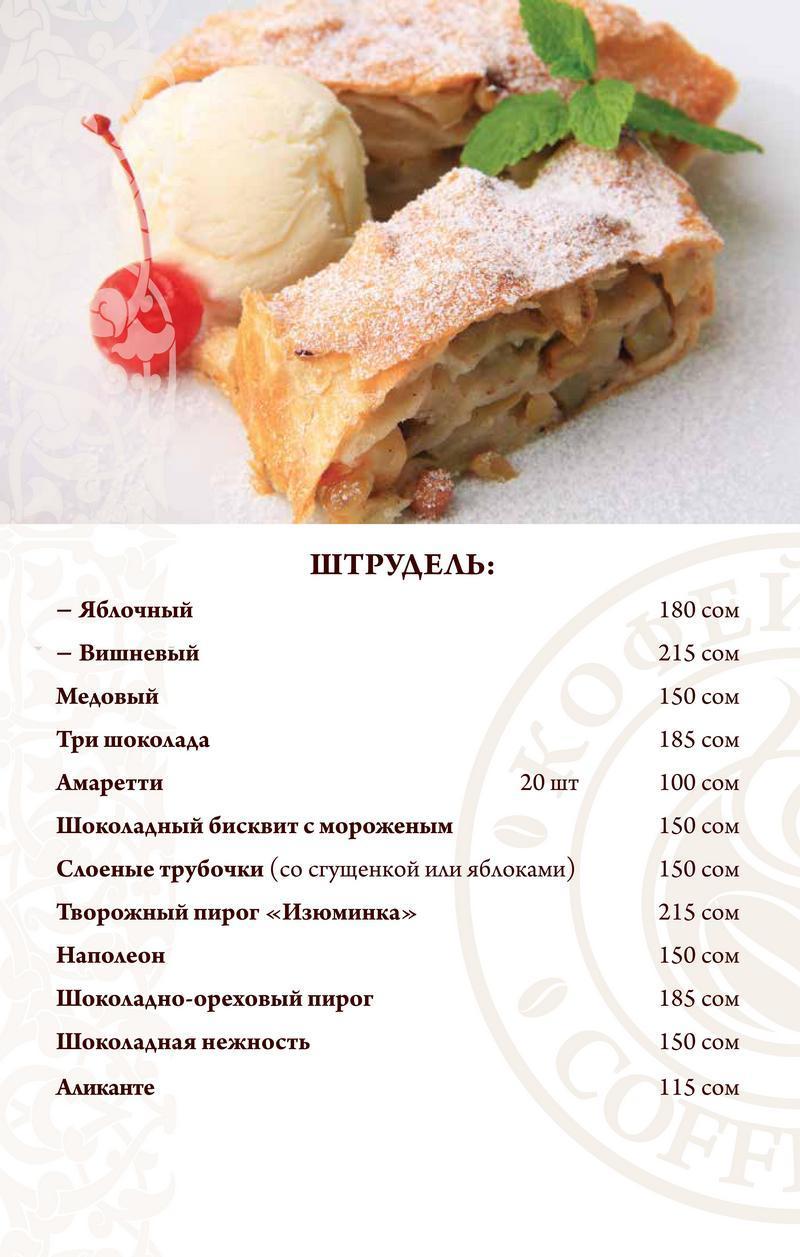 ШТРУДЕЛЬ:
– Яблочный 180 сом
– Вишневый 215 сом
Медовый 150 сом
Три шоколада 185 сом
Амаретти 20 шт 100 сом
Шоколадный бисквит с мороженым 150 сом
Слоеные трубочки (со сгущенкой или яблоками) 150 сом
Творожный пирог «Изюминка» 215 сом
Наполеон 150 сом
Шоколадно-ореховый пирог 185 сом
Шоколадная нежность 150 сом
Аликанте 115 сом